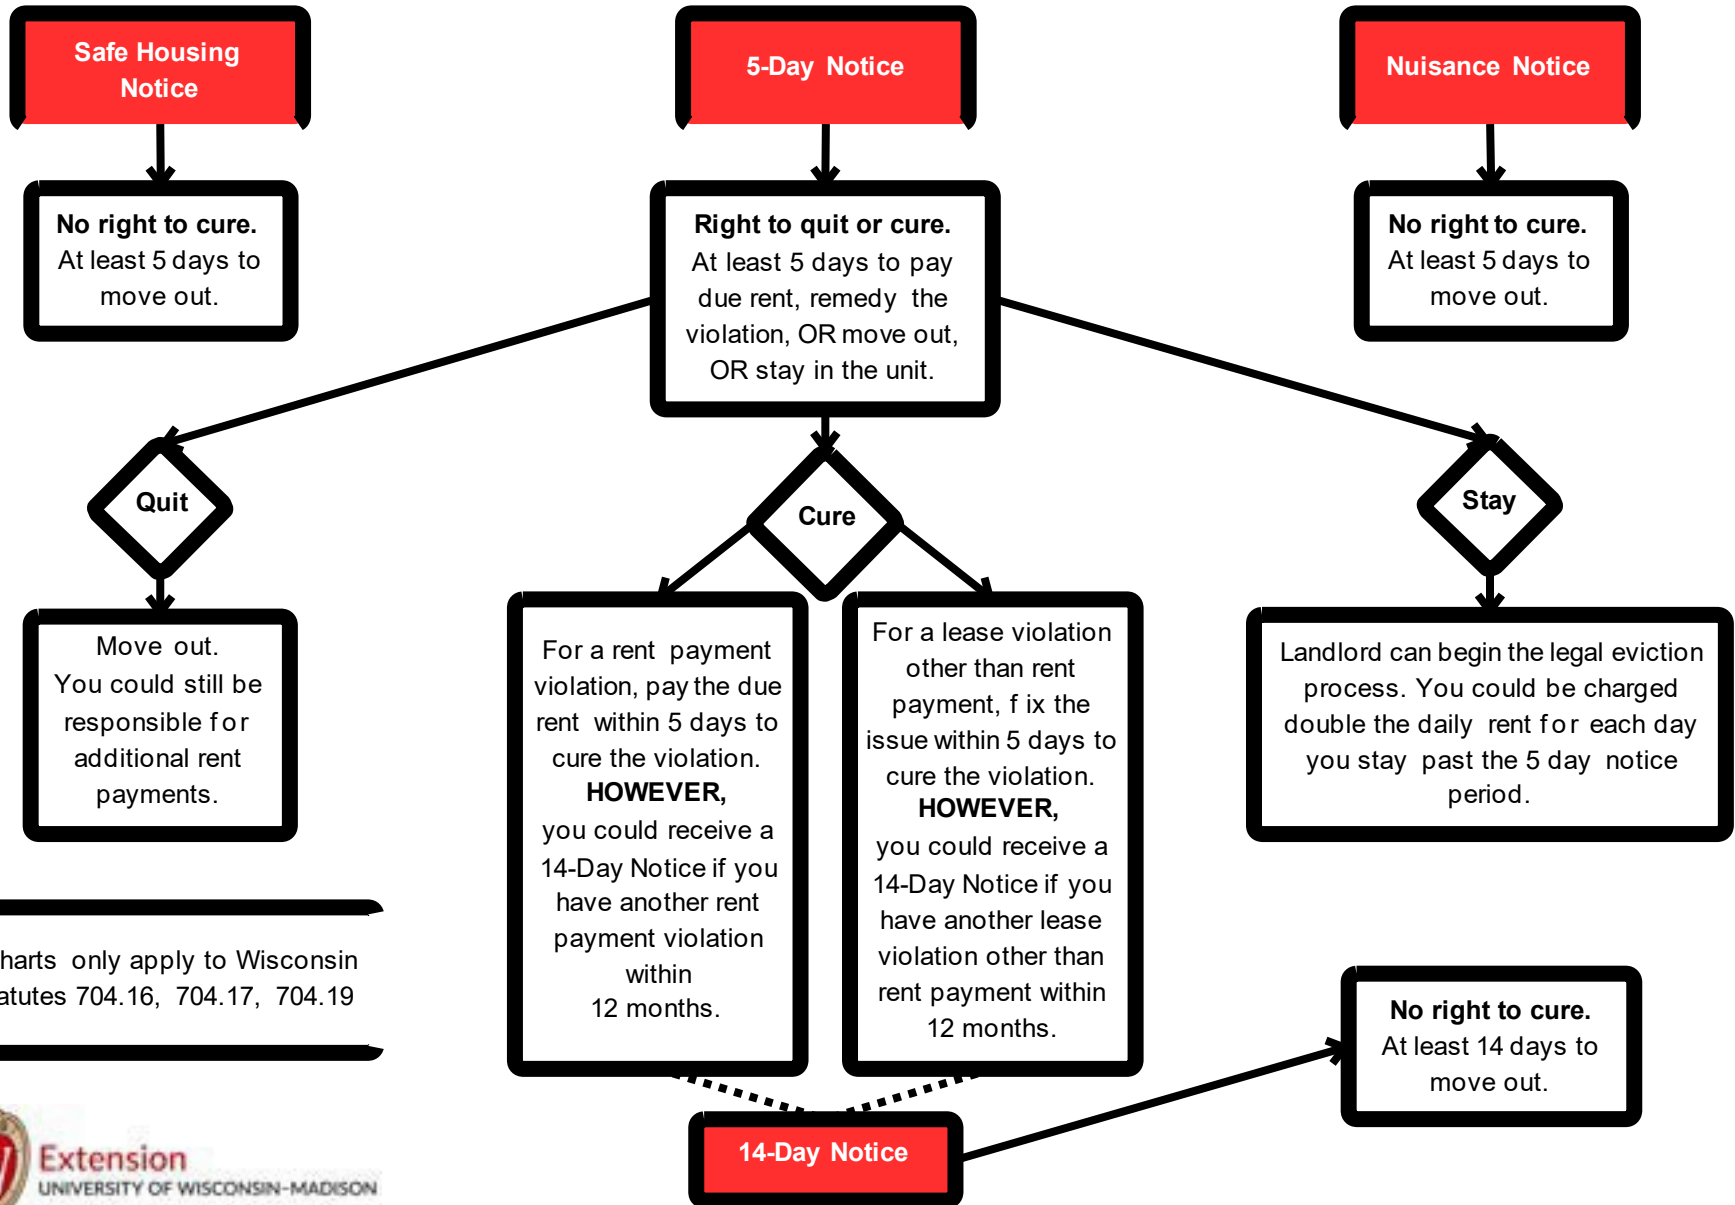 Safe Housing
Notice
5-Day Notice
Nuisance Notice
No right to cure.
At least 5 days to
move out.
Right to quit or cure.
At least 5 days to pay
due rent, remedy the
violation, OR move out,
OR stay in the unit.
No right to cure.
At least 5 days to
move out.
Quit
Cure
Stay
Move out.
You could still be
responsible for
additional rent
payments.
For a rent payment
violation, pay the due
rent within 5 days to
cure the violation.
HOWEVER,
you could receive a
14-Day Notice if you
have another rent
payment violation
within
12 months.
For a lease violation
other than rent
payment, fix the
issue within 5 days to
cure the violation.
HOWEVER,
you could receive a
14-Day Notice if you
have another lease
violation other than
rent payment within
12 months.
Landlord can begin the legal eviction
process. You could be charged
double the daily rent for each day
you stay past the 5 day notice
period.
harts only apply to Wisconsin
atutes 704.16, 704.17, 704.19
No right to cure.
At least 14 days to
move out.
14-Day Notice
Extension
UNIVERSITY OF WISCONSIN-MADISON